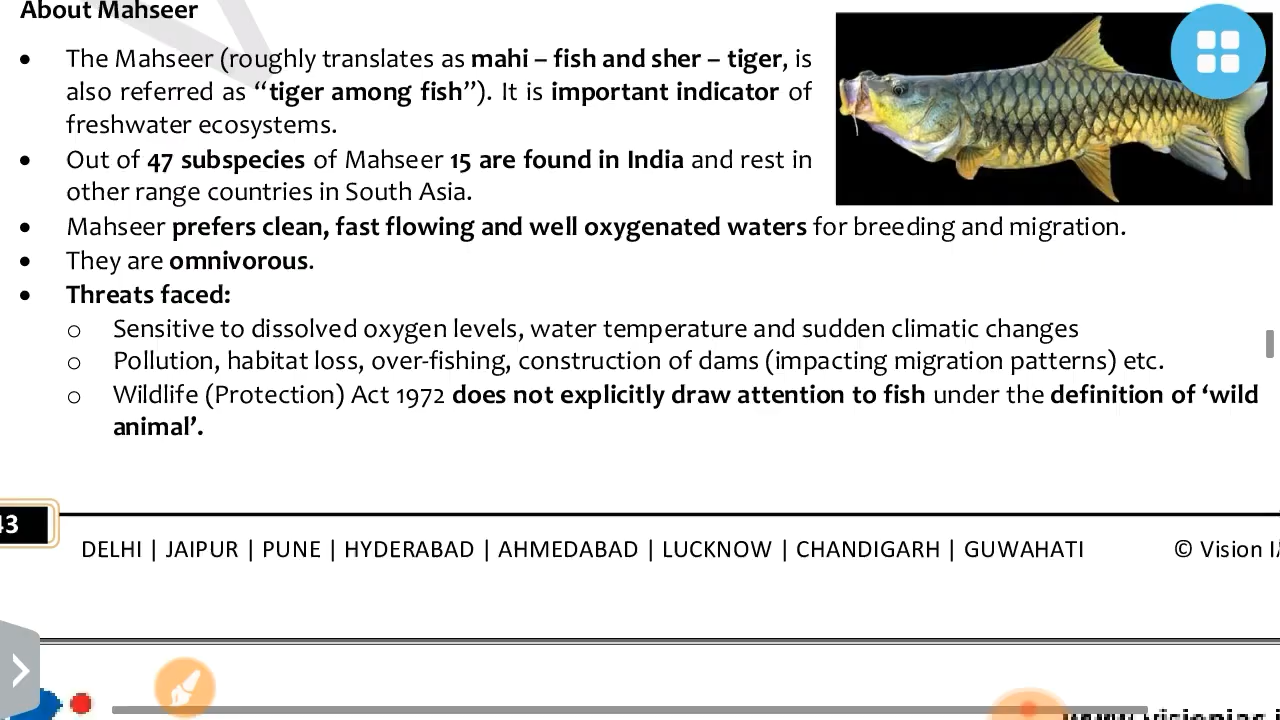 About Mahseer
• The Mahseer (roughly translates as mahi – fish and sher – tiger, is
also referred as “tiger among fish”). It is important indicator of
freshwater ecosystems.
• Out of 47 subspecies of Mahseer 15 are found in India and rest in
other range countries in South Asia.
• Mahseer prefers clean, fast flowing and well oxygenated waters for breeding and migration.
• They are omnivorous.
• Threats faced:
o Sensitive to dissolved oxygen levels, water temperature and sudden climatic changes
o Pollution, habitat loss, over-fishing, construction of dams (impacting migration patterns) etc.
o Wildlife (Protection) Act 1972 does not explicitly draw attention to fish under the definition of ‘wild
animal’.
43
DELHI | JAIPUR | PUNE | HYDERABAD | AHMEDABAD | LUCKNOW | CHANDIGARH | GUWAHATI © Vision